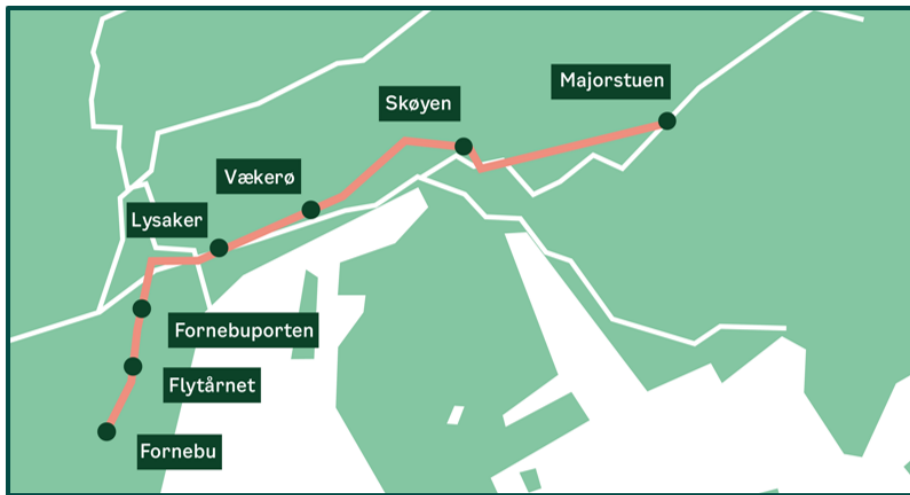 Majorstuen
Skøyen
Vækerø
Lysaker
Fornebuporten
Flytårnet
Fornebu